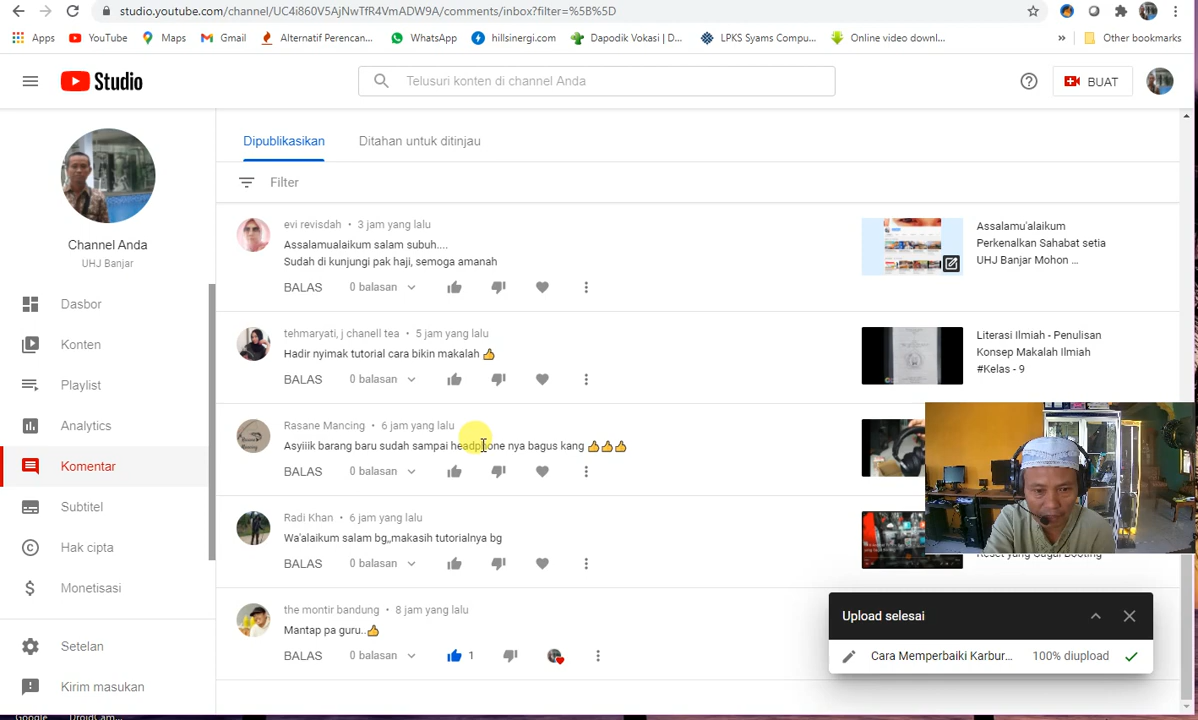 studio.youtube.com/channel/UC4i860V5AjNwTfR4VmADW9A/comments/inbox?filter=%5B%5D
Apps YouTube Maps Gmail Alternatif Perencan... WhatsApp hillsinergi.com Dapodik Vokasi | D... LPKS Syams Compu... Online video downl... » Other bookmarks
Studio
Telusuri konten di channel Anda
BUAT
Channel Anda
UHJ Banjar
Dasbor
Konten
Playlist
Analytics
Komentar
Subtitel
Hak cipta
Monetisasi
Setelan
Kirim masukan
Dipublikasikan Ditahan untuk ditinjau
Filter
evi revisdah • 3 jam yang lalu
Assalamualaikum salam subuh....
Sudah di kunjungi pak haji, semoga amanah
BALAS 0 balasan
Assalamu'alaikum
Perkenalkan Sahabat setia
UHJ Banjar Mohon ...
tehmaryati, j chanell tea • 5 jam yang lalu
Hadir nyimak tutorial cara bikin makalah 👍
BALAS 0 balasan
Literasi Ilmiah - Penulisan
Konsep Makalah Ilmiah
#Kelas - 9
Rasane Mancing • 6 jam yang lalu
Asyiiik barang baru sudah sampai headphone nya bagus kang 👍👍👍
BALAS 0 balasan
Radi Khan • 6 jam yang lalu
Wa'alaikum salam bg,,makasih tutorialnya bg
BALAS 0 balasan
Reset yang Gagal Booting
the montir bandung • 8 jam yang lalu
Mantap pa guru..👍
BALAS 0 balasan 1
Upload selesai
Cara Memperbaiki Karbur... 100% diupload
Google DroidCam...